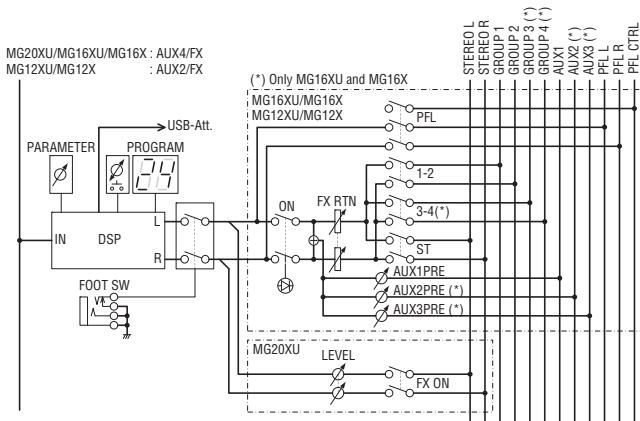 MG20XU/MG16XU/MG16X : AUX4/FX
MG12XU/MG12X : AUX2/FX
STEREO L
STEREO R
GROUP 1
GROUP 2
GROUP 3 (*)
GROUP 4 (*)
AUX1
AUX2 (*)
AUX3 (*)
PFL L
PFL R
PFL CTRL
(*) Only MG16XU and MG16X
MG16XU/MG16X
MG12XU/MG12X
PFL
USB-Att.
PARAMETER
PROGRAM
24
1-2
ON
FX RTN
3-4(*)
L
IN
DSP
R
ST
FOOT SW
AUX1PRE
AUX2PRE (*)
AUX3PRE (*)
MG20XU
LEVEL
FX ON